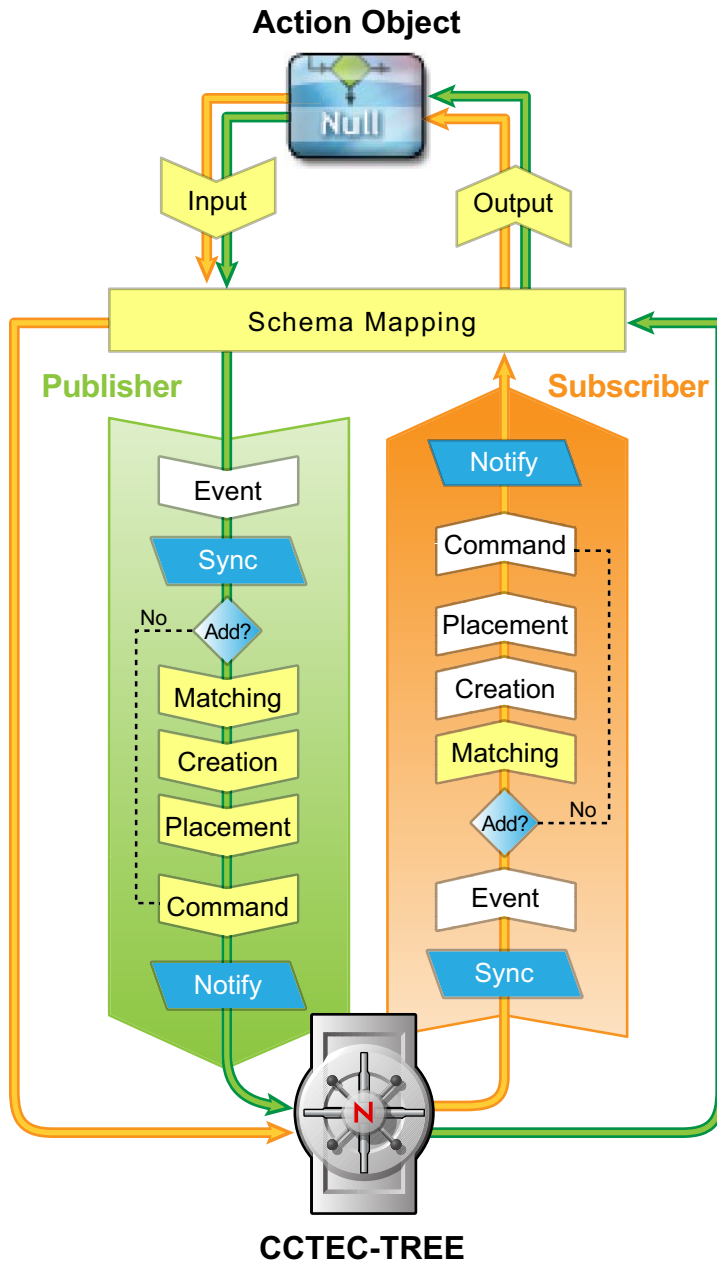 Action Object
Null
Input
Output
Schema Mapping
Publisher
Subscriber
Event
Sync
No
Add?
Matching
Creation
Placement
Command
Notify
Notify
Command
Placement
Creation
Matching
Add?
No
Event
Sync
N
CCTEC-TREE